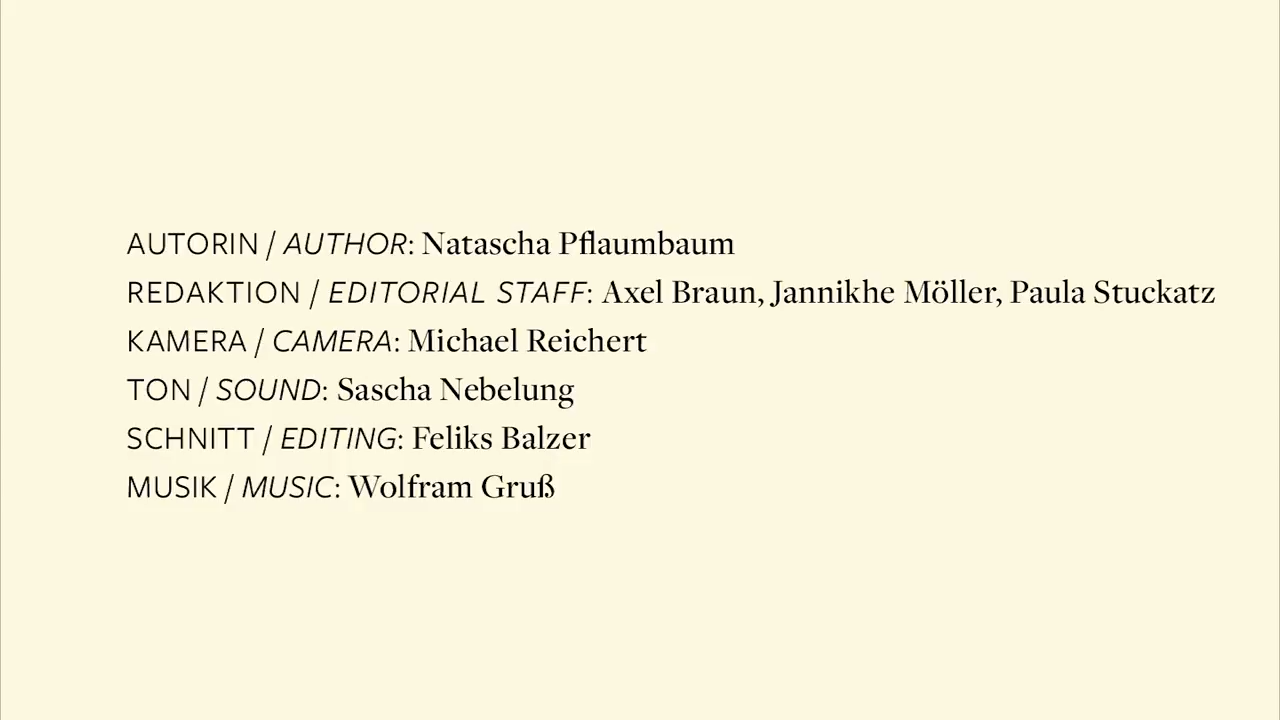 AUTORIN / AUTHOR: Natascha Pflaumbaum
REDAKTION / EDITORIAL STAFF: Axel Braun, Jannikhe Möller, Paula Stuckatz
KAMERA / CAMERA: Michael Reichert
TON / SOUND: Sascha Nebelung
SCHNITT / EDITING: Feliks Balzer
MUSIK / MUSIC: Wolfram Gruß